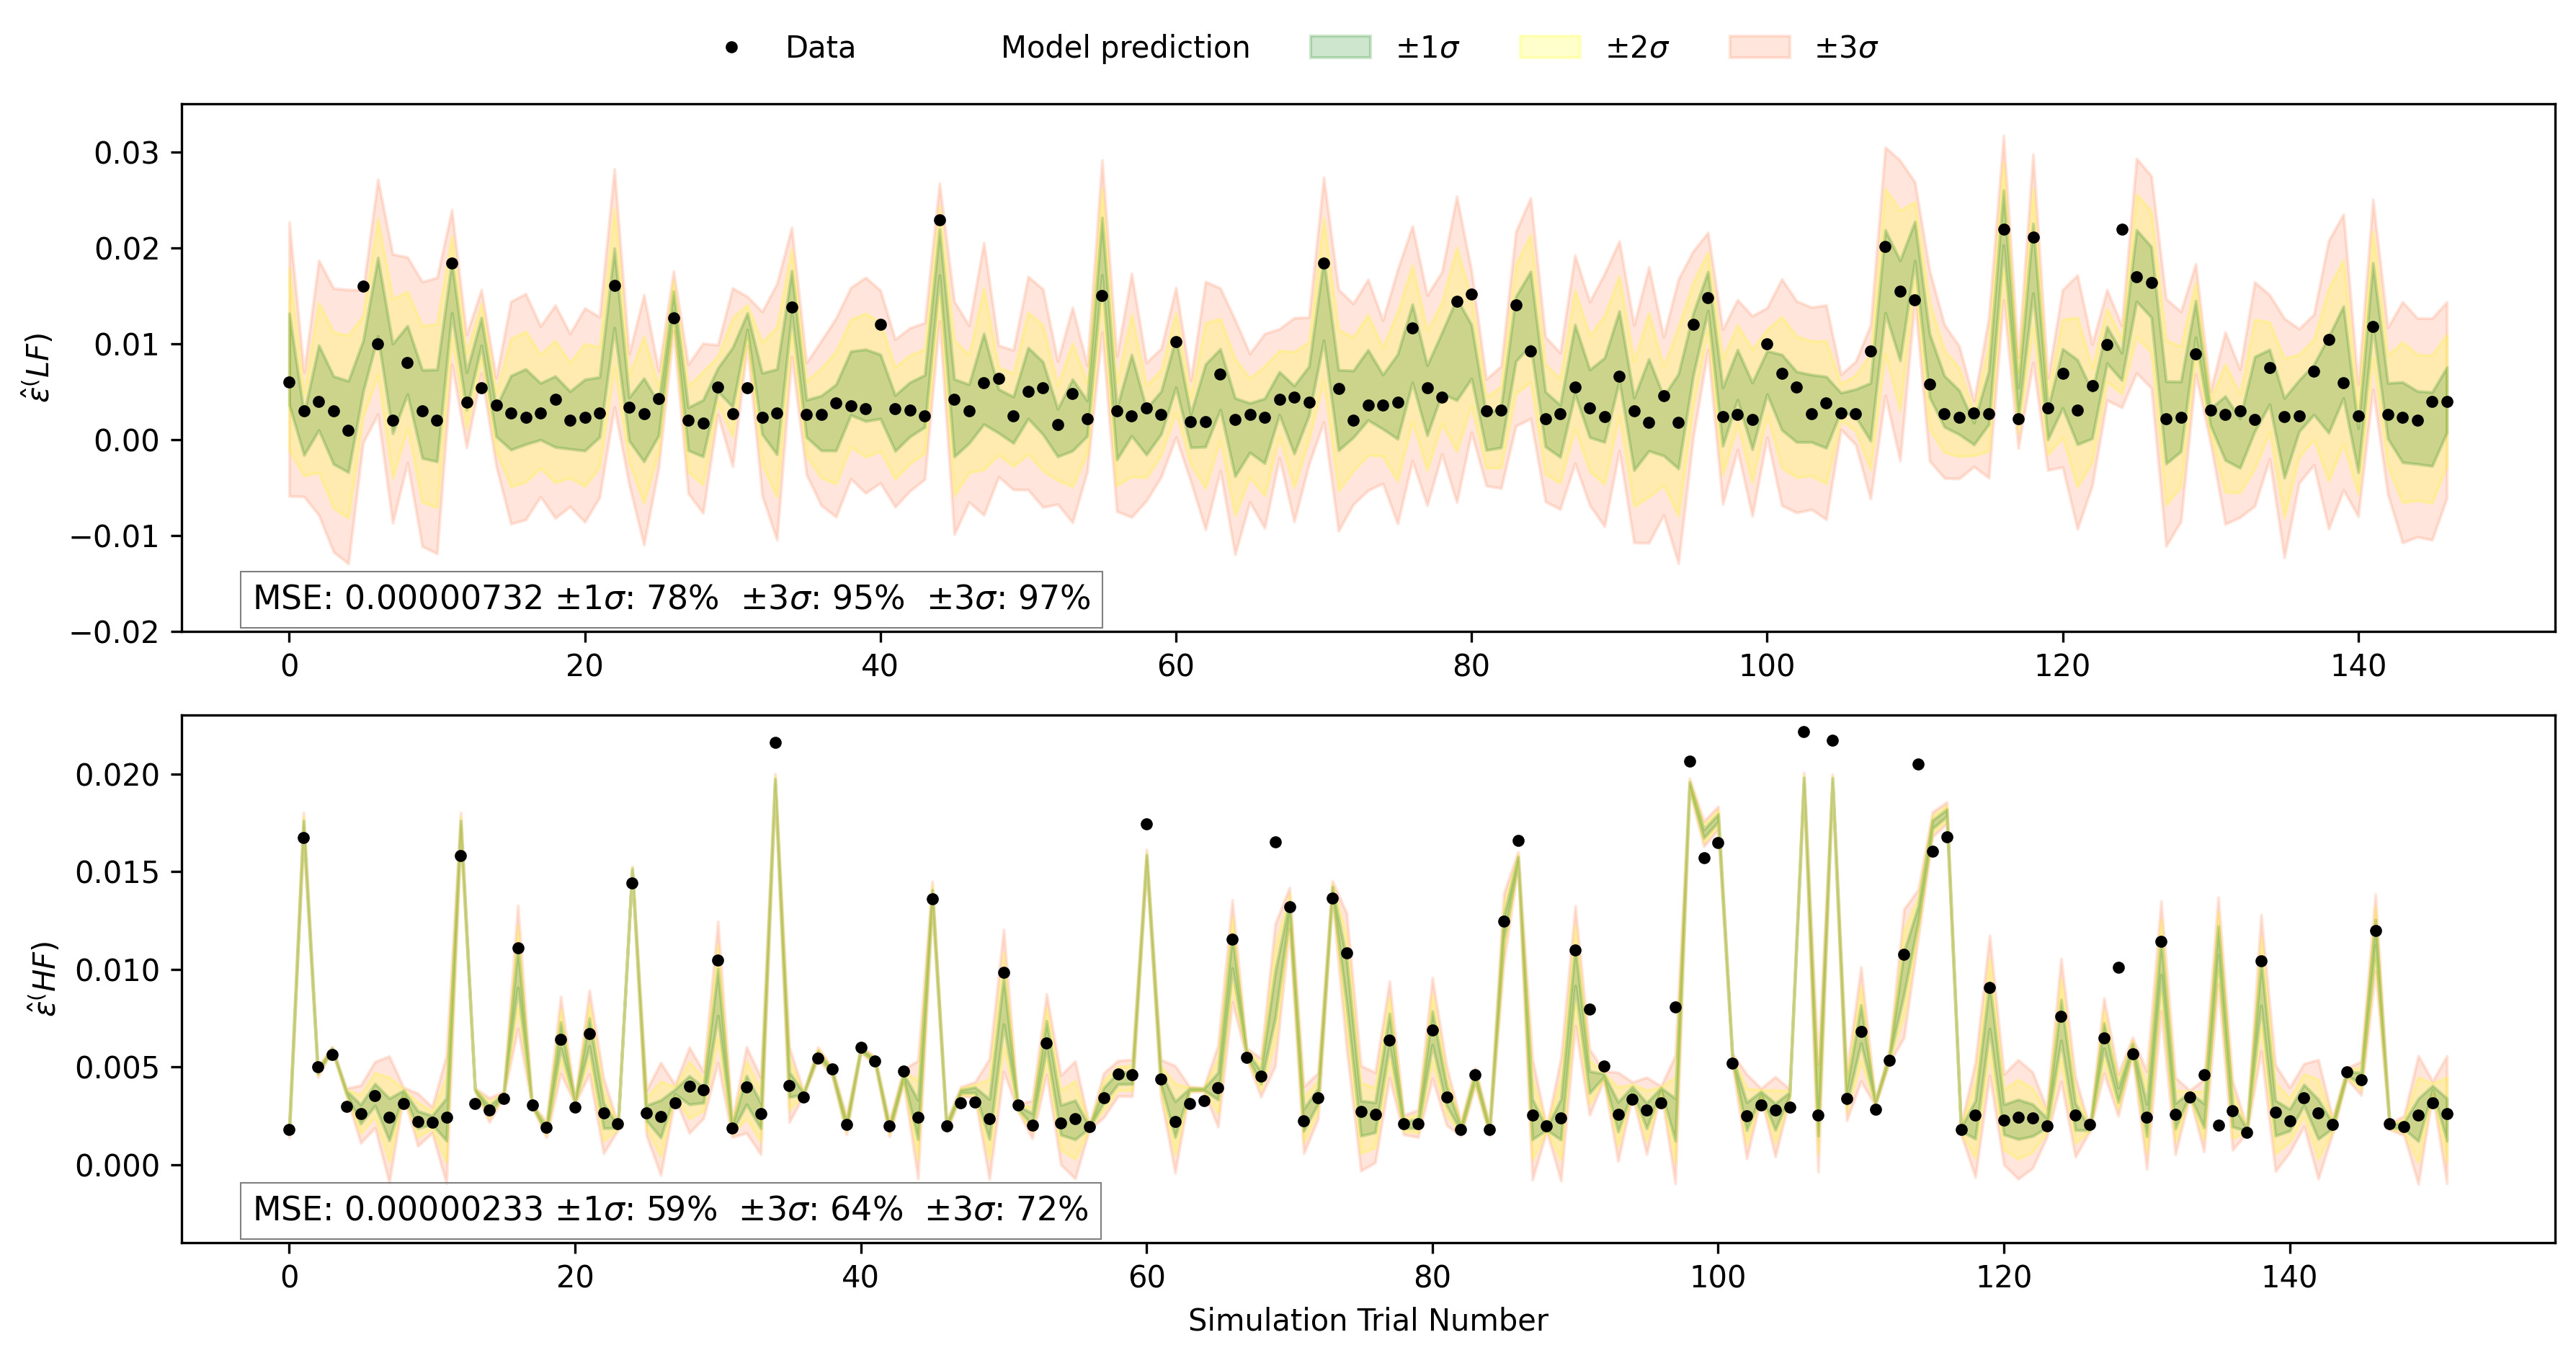 Data Model prediction ±1σ ±2σ ±3σ
ε̂(LF)
0.03
0.02
0.01
0.00
−0.01
−0.02
MSE: 0.00000732 ±1σ: 78% ±3σ: 95% ±3σ: 97%
0 20 40 60 80 100 120 140
ε̂(HF)
0.020
0.015
0.010
0.005
0.000
MSE: 0.00000233 ±1σ: 59% ±3σ: 64% ±3σ: 72%
0 20 40 60 80 100 120 140
Simulation Trial Number